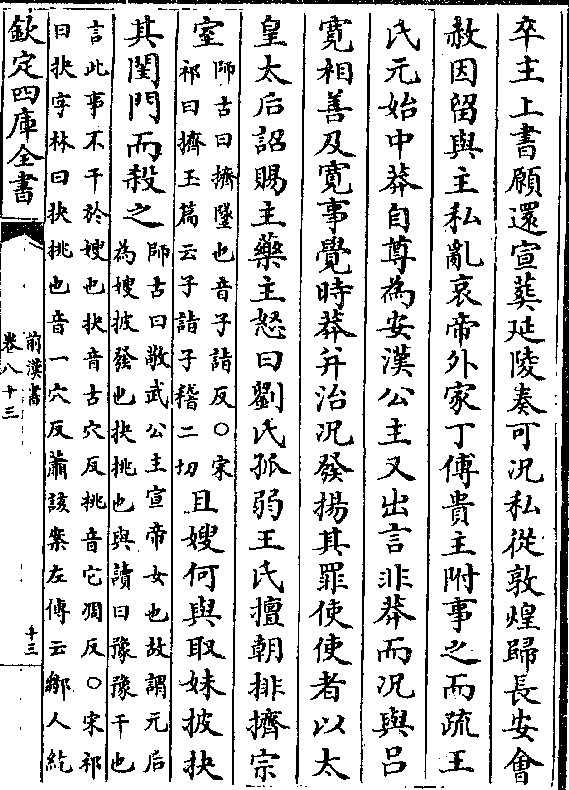 卒主上書願還宣葬延陵奏可况私從敦煌歸長安會
赦因留與主私亂哀帝外家丁傅貴主附事之而疏王
氏元始中莽自尊為安漢公主又出言非莽而况與呂
寛相善及寛事覺時莽并治况發揚其罪使使者以太
皇太后詔賜主藥主怒曰劉氏孤弱王氏擅朝排擠宗
室師古曰擠墜也音子詣反○宋祁曰擠玉篇云子詣子稽二切且嫂何與取妹披抉
其閨門而殺之師古曰敬武公主宣帝女也故謂元后為嫂披發也抉挑也與讀曰豫豫干也
言此事不干於嫂也抉音古穴反挑音它凋反○宋祁
曰抉字林曰抉挑也音一穴反蕭該案左傳云鄉人紇
欽定四庫全書
前漢書
卷八十三
十三